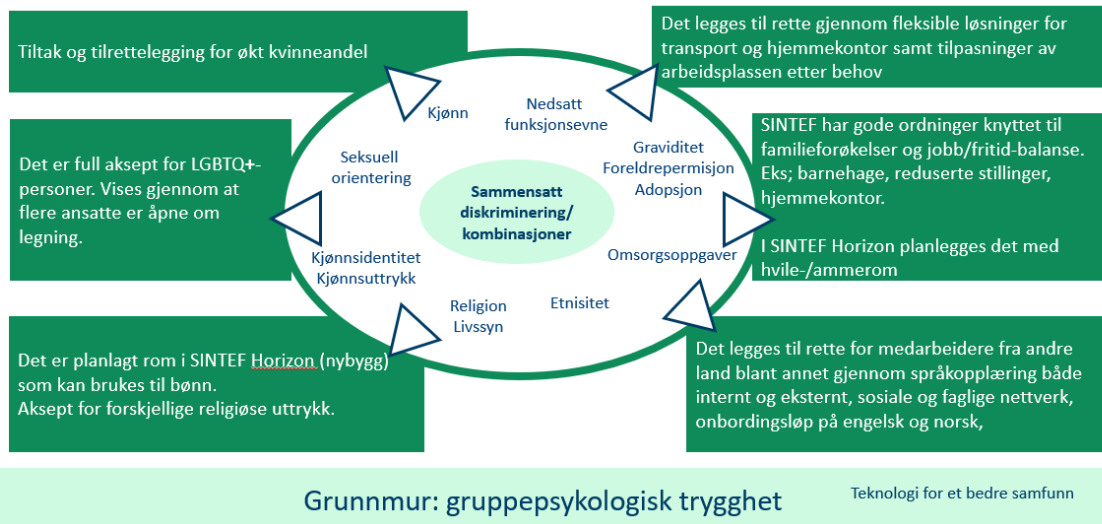 Tiltak og tilrettelegging for økt kvinneandel
Det legges til rette gjennom fleksible løsninger for
transport og hjemmekontor samt tilpasninger av
arbeidsplassen etter behov
Det er full aksept for LGBTQ+-
personer. Vises gjennom at
flere ansatte er åpne om
legning.
Kjønn
Nedsatt
funksjonsevne
Seksuell
orientering
Graviditet
Foreldrepermisjon
Adopsjon
Sammensatt
diskriminering/
kombinasjoner
Kjønnsidentitet
Kjønnsuttrykk
Omsorgsoppgaver
Religion
Livssyn
Etnisitet
SINTEF har gode ordninger knyttet til
familieforøkelser og jobb/fritid-balanse.
Eks; barnehage, reduserte stillinger,
hjemmekontor.
I SINTEF Horizon planlegges det med
hvile-/ammerom
Det er planlagt rom i SINTEF Horizon (nybygg)
som kan brukes til bønn.
Aksept for forskjellige religiøse uttrykk.
Det legges til rette for medarbeidere fra andre
land blant annet gjennom språkopplæring både
internt og eksternt, sosiale og faglige nettverk,
onbordingsløp på engelsk og norsk,
Grunnmur: gruppepsykologisk trygghet
Teknologi for et bedre samfunn